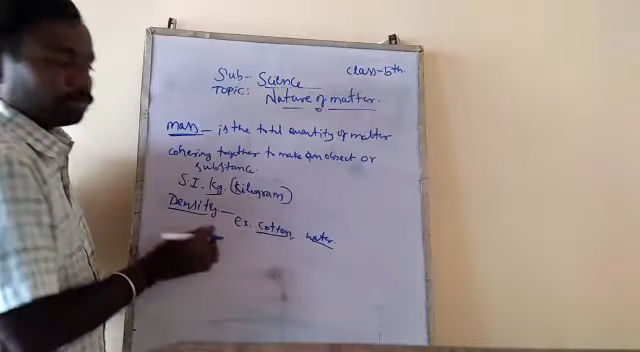 Sub- Science Class-5th.
TOPIC: Nature of matter.
mass - is the total quantity of matter
cohering together to make an object or
substance.
S.I. Kg. (Kilogram)
Density -
Ex. Cotton, water.